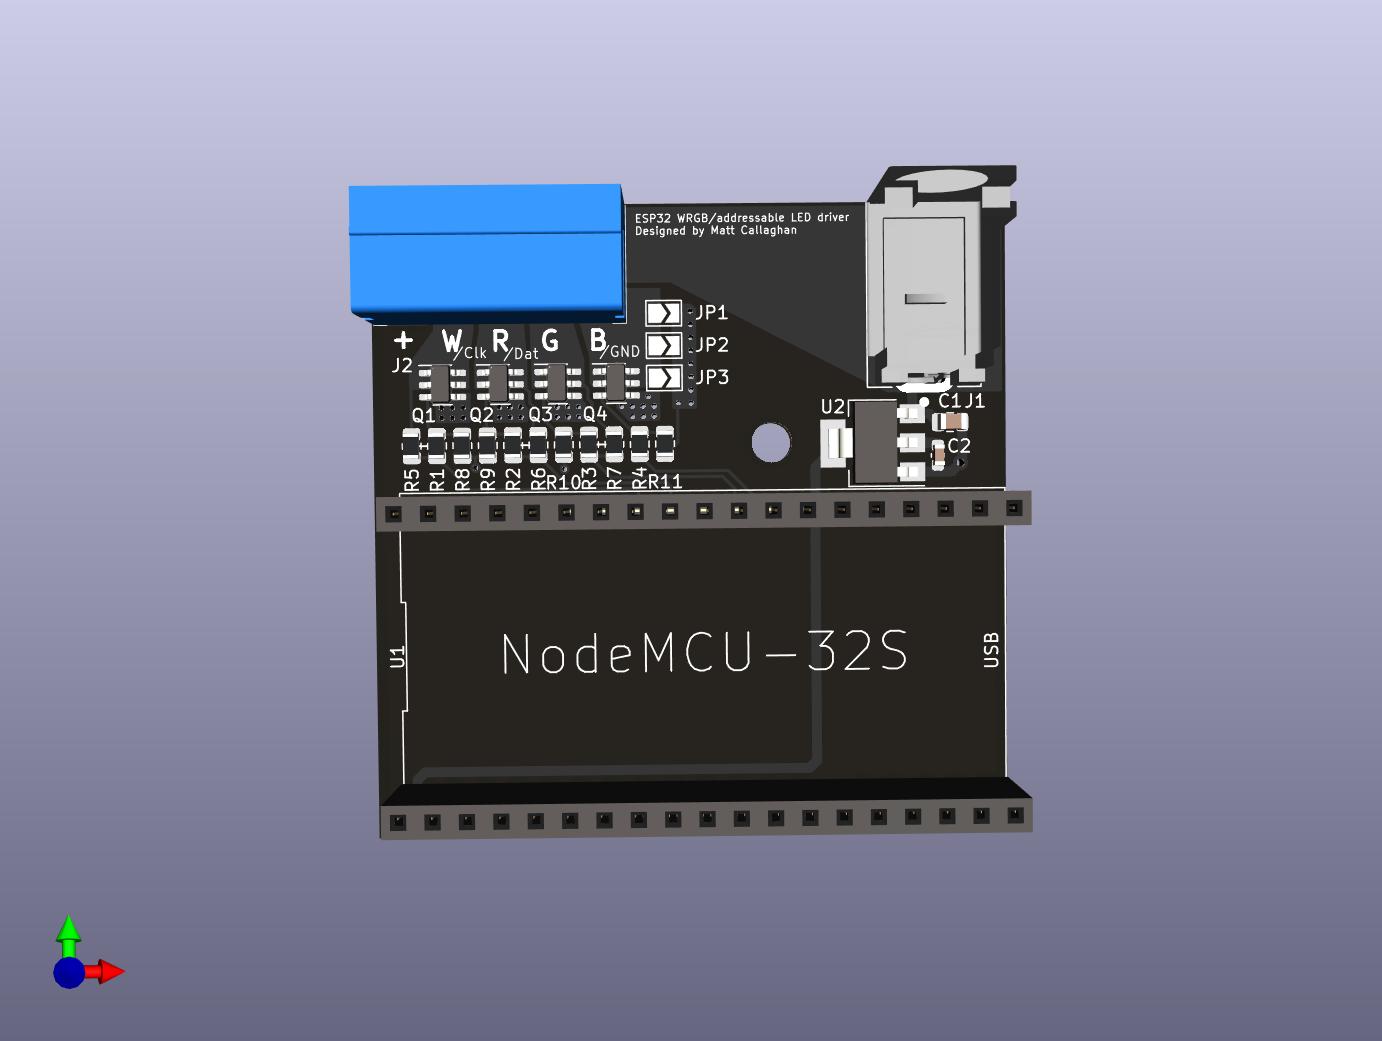 ESP32 WRGB/addressable LED driver
Designed by Matt Callaghan
JP1
JP2
JP3
+ W R G B
/Clk /Dat /GND
J2
Q1 Q2 Q3 Q4
U2
C1 J1
C2
R5 R1 R8 R9 R2 R6 R10 R3 R7 R4 R11
U1
NodeMCU-32S
USB